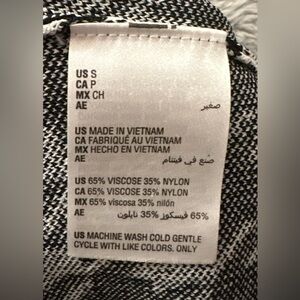 US S
CA P
MX CH
AE صغير
US MADE IN VIETNAM
CA FABRIQUÉ AU VIETNAM
MX HECHO EN VIETNAM
AE صنع في فيتنام
US 65% VISCOSE 35% NYLON
CA 65% VISCOSE 35% NYLON
MX 65% viscosa 35% nilón
AE 65% فيسكوز 35% نايلون
US MACHINE WASH COLD GENTLE
CYCLE WITH LIKE COLORS. ONLY